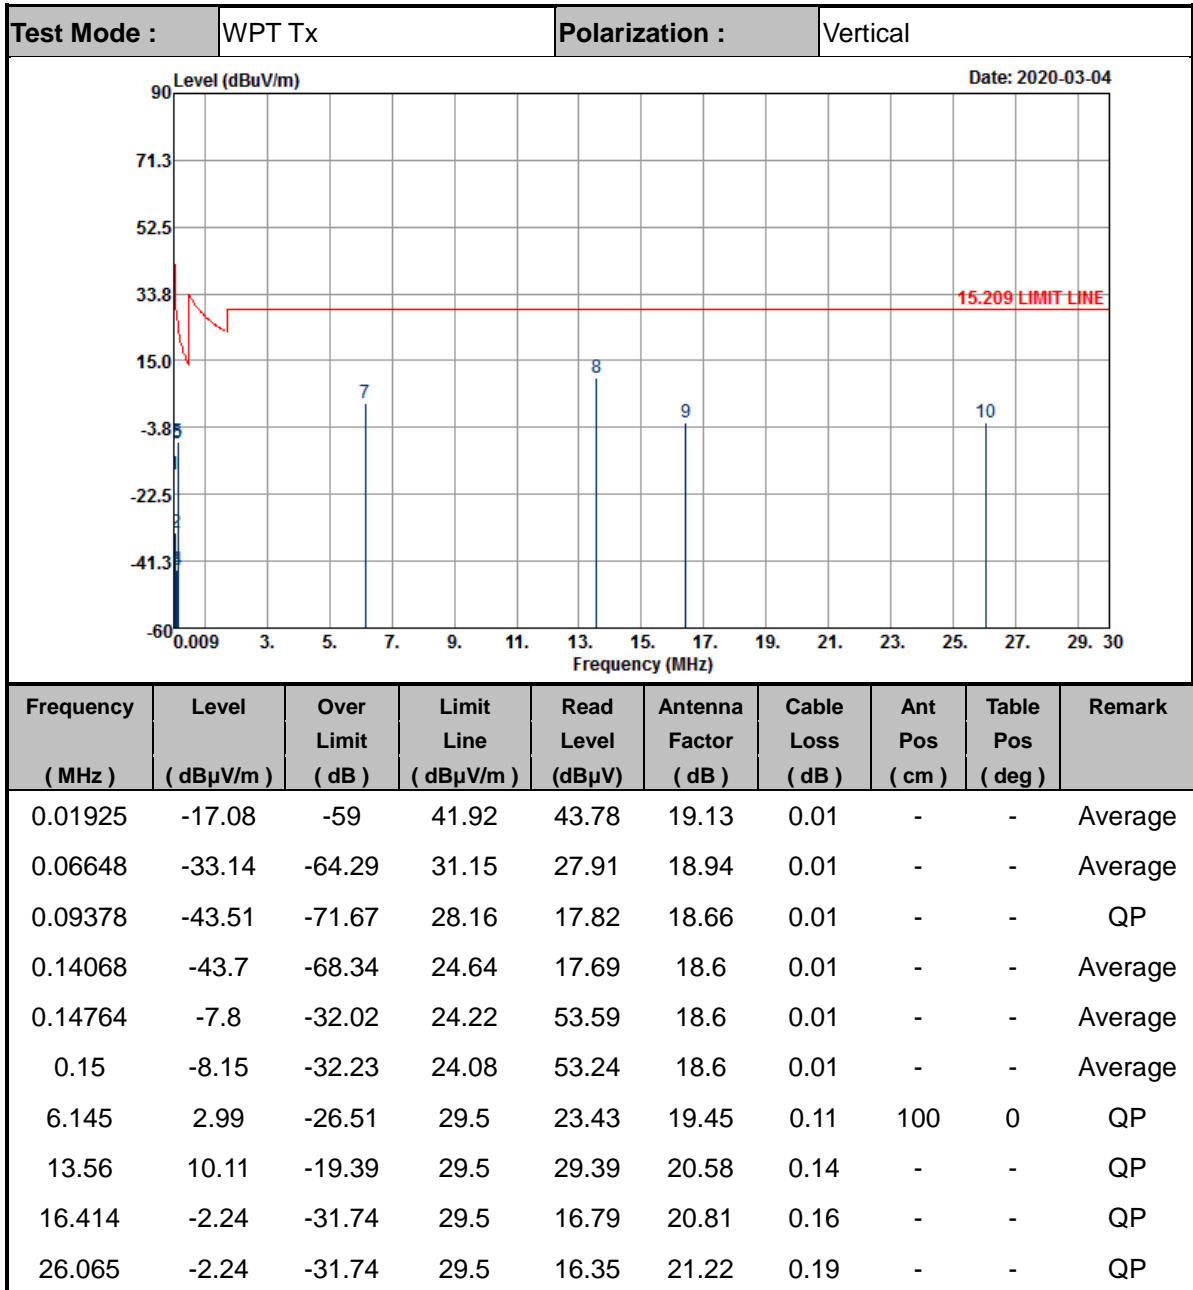 Test Mode : WPT Tx Polarization : Vertical
Level (dBuV/m) Date: 2020-03-04
90
71.3
52.5
33.8
15.209 LIMIT LINE
15.0
8
7
9
10
-3.8
5
-22.5
2
-41.3
-60
0.009 3. 5. 7. 9. 11. 13. 15. 17. 19. 21. 23. 25. 27. 29. 30
Frequency (MHz)
Frequency Level Over Limit Read Antenna Cable Ant Table Remark
Limit Line Level Factor Loss Pos Pos
( MHz ) ( dBµV/m ) ( dB ) ( dBµV/m ) (dBµV) ( dB ) ( dB ) ( cm ) ( deg )
0.01925 -17.08 -59 41.92 43.78 19.13 0.01 - - Average
0.06648 -33.14 -64.29 31.15 27.91 18.94 0.01 - - Average
0.09378 -43.51 -71.67 28.16 17.82 18.66 0.01 - - QP
0.14068 -43.7 -68.34 24.64 17.69 18.6 0.01 - - Average
0.14764 -7.8 -32.02 24.22 53.59 18.6 0.01 - - Average
0.15 -8.15 -32.23 24.08 53.24 18.6 0.01 - - Average
6.145 2.99 -26.51 29.5 23.43 19.45 0.11 100 0 QP
13.56 10.11 -19.39 29.5 29.39 20.58 0.14 - - QP
16.414 -2.24 -31.74 29.5 16.79 20.81 0.16 - - QP
26.065 -2.24 -31.74 29.5 16.35 21.22 0.19 - - QP